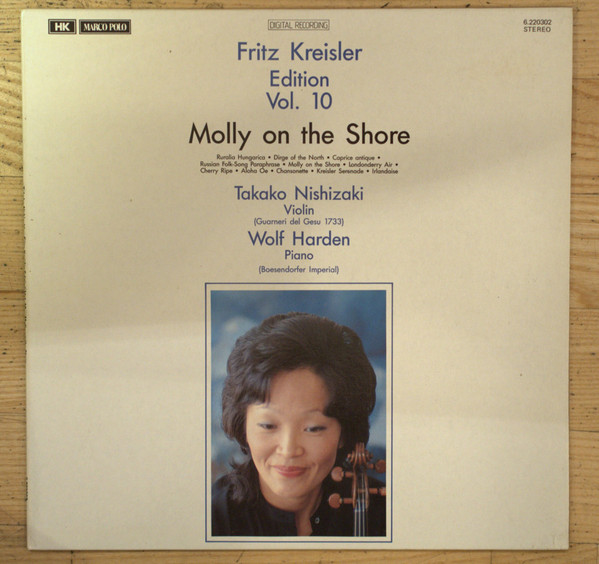 HK MARCO POLO
DIGITAL RECORDING
6.220302
STEREO
Fritz Kreisler
Edition
Vol. 10
Molly on the Shore
Ruralia Hungarica • Dirge of the North • Caprice antique •
Russian Folk-Song Paraphrase • Molly on the Shore • Londonderry Air •
Cherry Ripe • Aloha Oe • Chansonette • Kreisler Serenade • Irlandaise
Takako Nishizaki
Violin
(Guarneri del Gesu 1733)
Wolf Harden
Piano
(Boesendorfer Imperial)